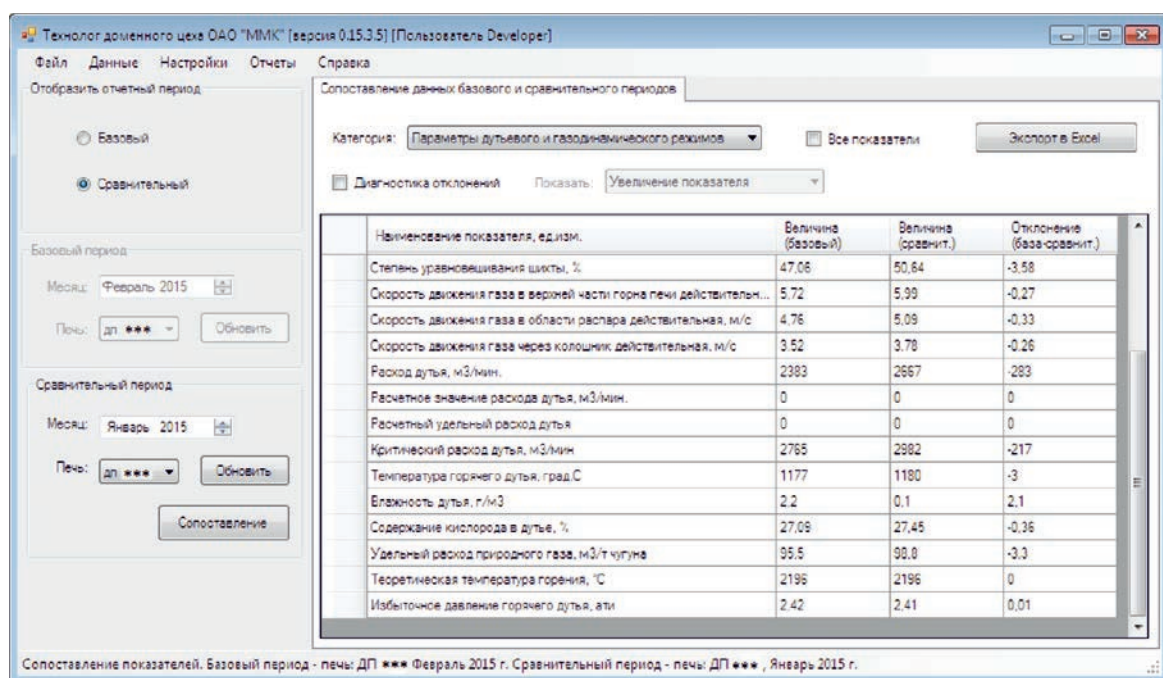 Технолог доменного цеха ОАО "ММК" [версия 0.15.3.5] [Пользователь Developer]
Файл Данные Настройки Отчеты Справка
Отобразить отчетный период
Базовый
Сравнительный
Базовый период
Месяц: Февраль 2015
Печь: дп *** Обновить
Сравнительный период
Месяц: Январь 2015
Печь: дп *** Обновить
Сопоставление
Сопоставление данных базового и сравнительного периодов
Категория: Параметры дутьевого и газодинамического режимов Все показатели Экспорт в Excel
Диагностика отклонений Показать: Увеличение показателя
Наименование показателя, ед.изм. Величина (базовый) Величина (сравнит.) Отклонение (база-сравнит.)
Степень уравновешивания шихты, % 47,06 50,64 -3,58
Скорость движения газа в верхней части горна печи действительн... 5,72 5,99 -0,27
Скорость движения газа в области распара действительная, м/с 4,76 5,09 -0,33
Скорость движения газа через колошник действительная, м/с 3,52 3,78 -0,26
Расход дутья, м3/мин. 2383 2667 -283
Расчетное значение расхода дутья, м3/мин. 0 0 0
Расчетный удельный расход дутья 0 0 0
Критический расход дутья, м3/мин 2765 2982 -217
Температура горячего дутья, град.С 1177 1180 -3
Влажность дутья, г/м3 2,2 0,1 2,1
Содержание кислорода в дутье, % 27,09 27,45 -0,36
Удельный расход природного газа, м3/т чугуна 95,5 98,8 -3,3
Теоретическая температура горения, °С 2196 2196 0
Избыточное давление горячего дутья, ати 2,42 2,41 0,01
Сопоставление показателей. Базовый период - печь: ДП *** Февраль 2015 г. Сравнительный период - печь: ДП *** , Январь 2015 г.